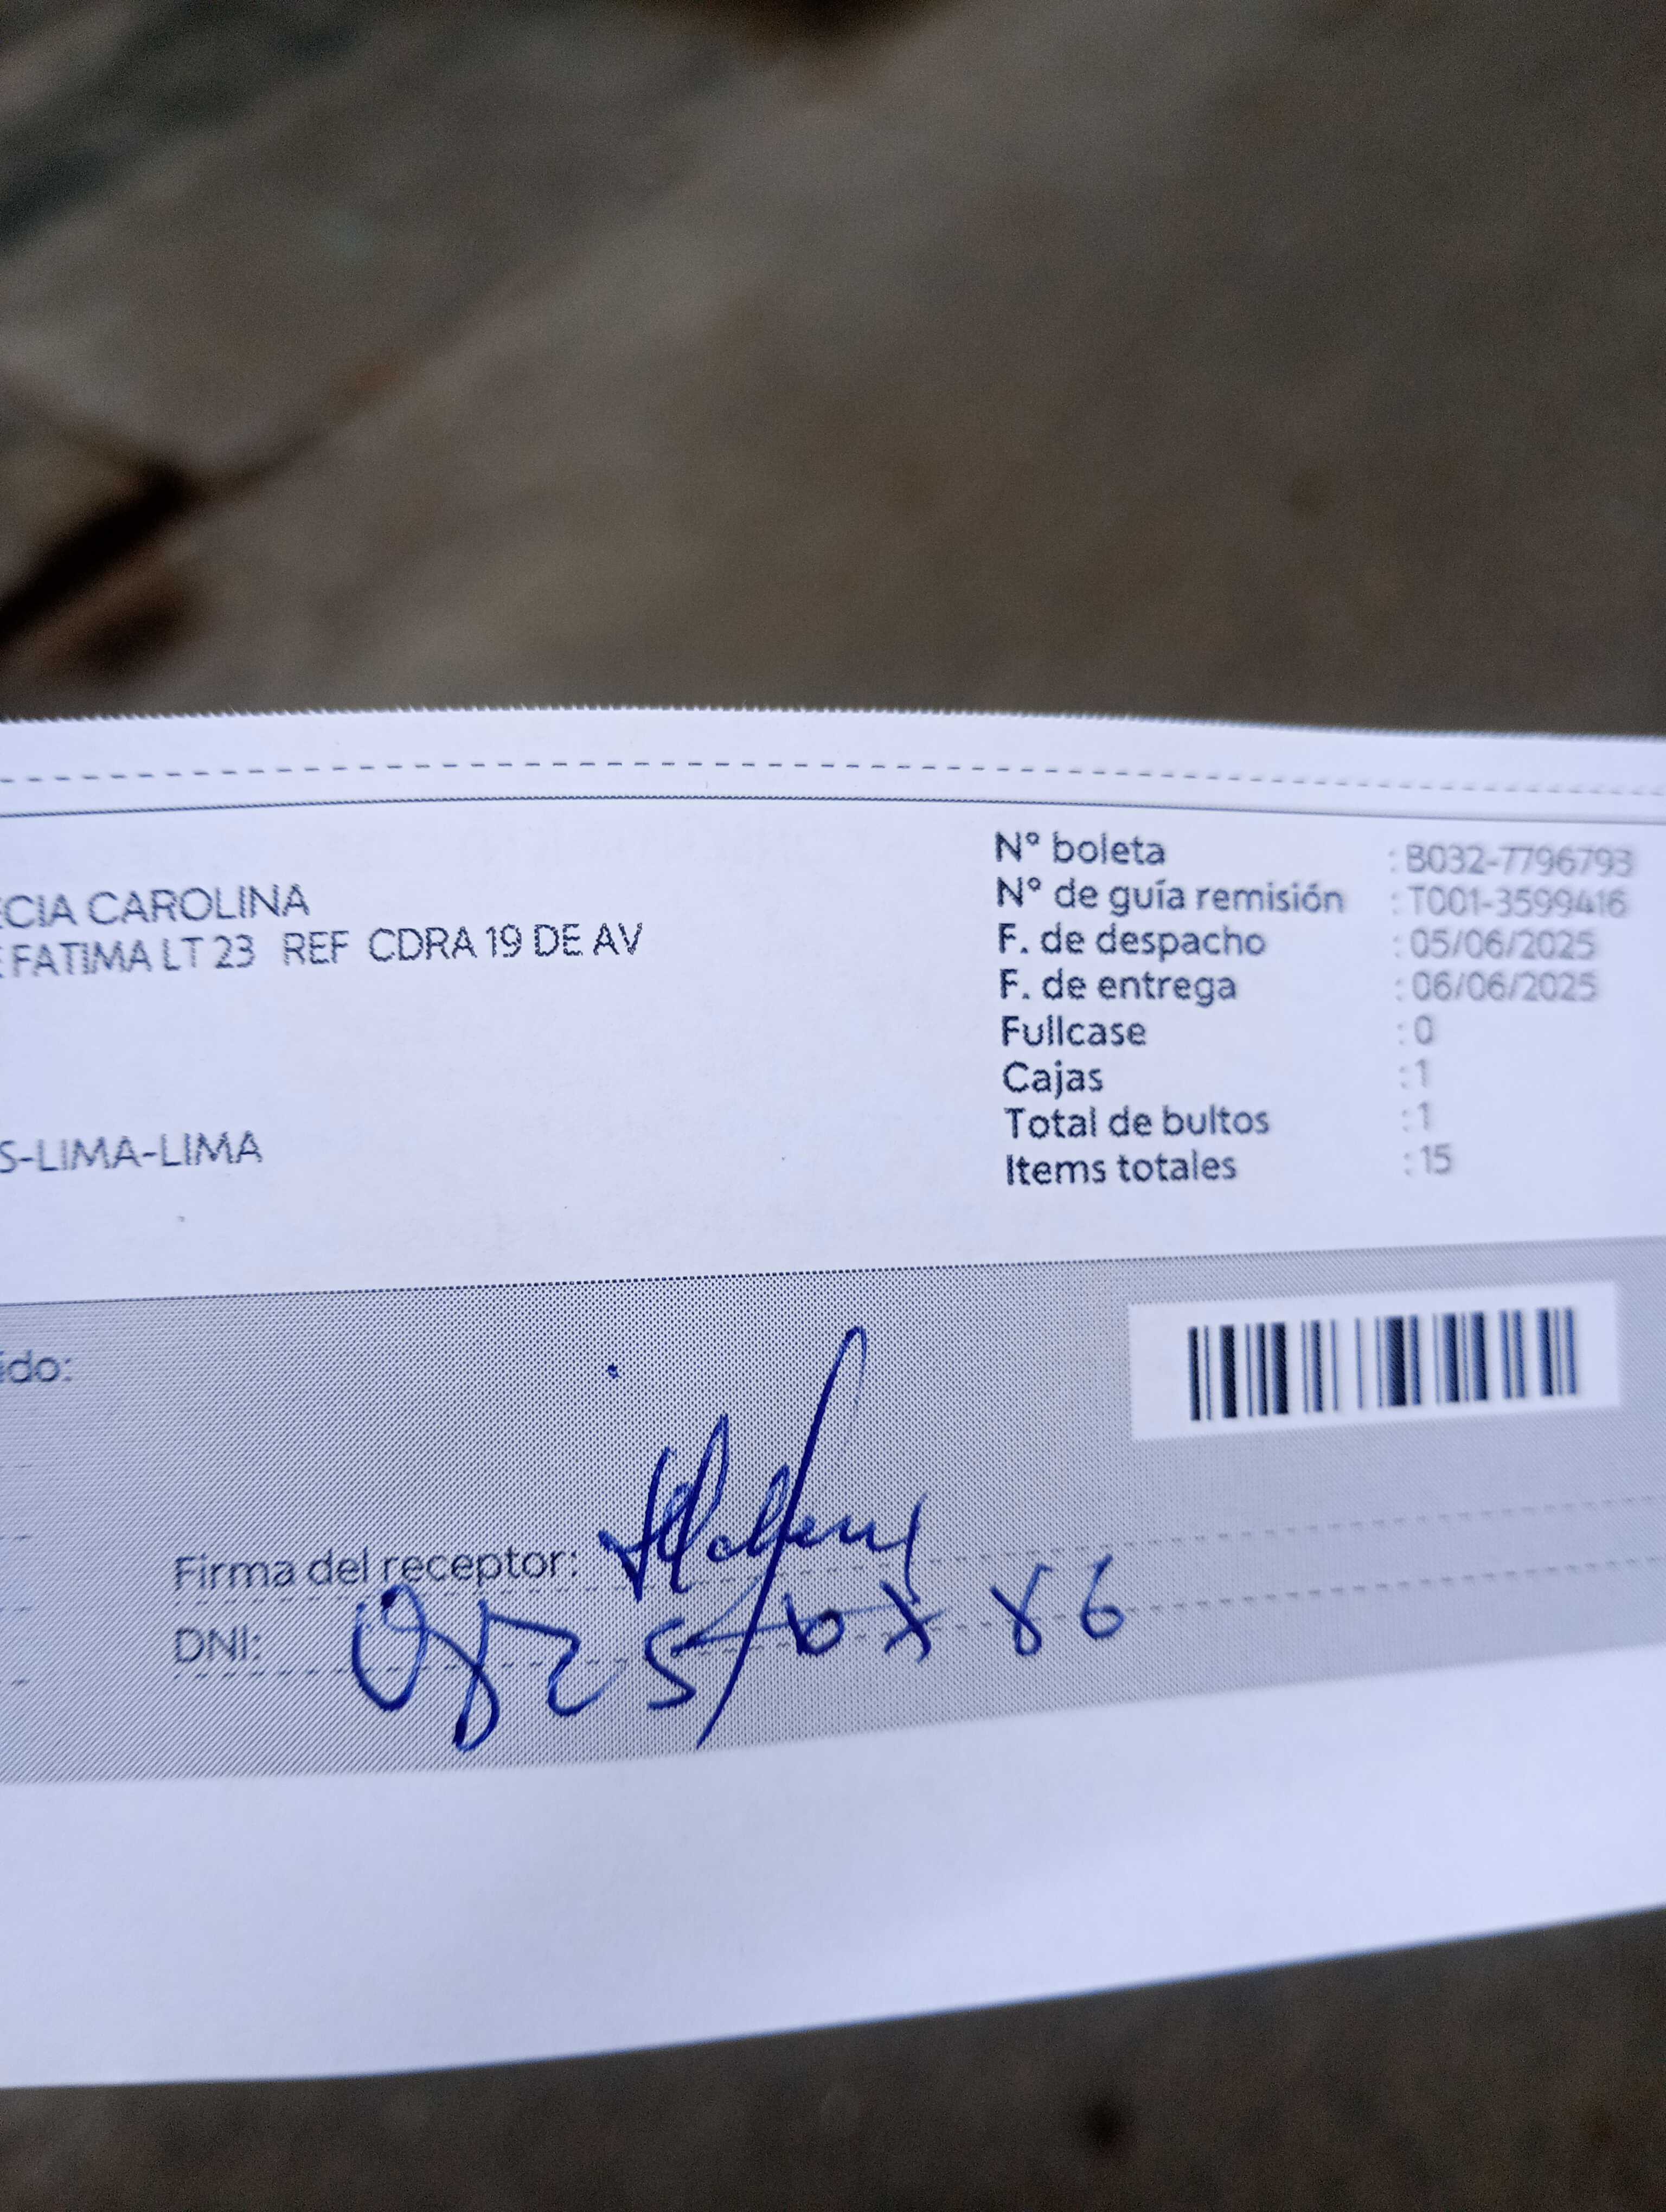 ECIA CAROLINA
E FATIMA LT 23 REF CDRA 19 DE AV
S-LIMA-LIMA
N° boleta : B032-7796793
N° de guía remisión : T001-3599416
F. de despacho : 05/06/2025
F. de entrega : 06/06/2025
Fullcase : 0
Cajas : 1
Total de bultos : 1
Items totales : 15
ido:
Firma del receptor:
DNI: